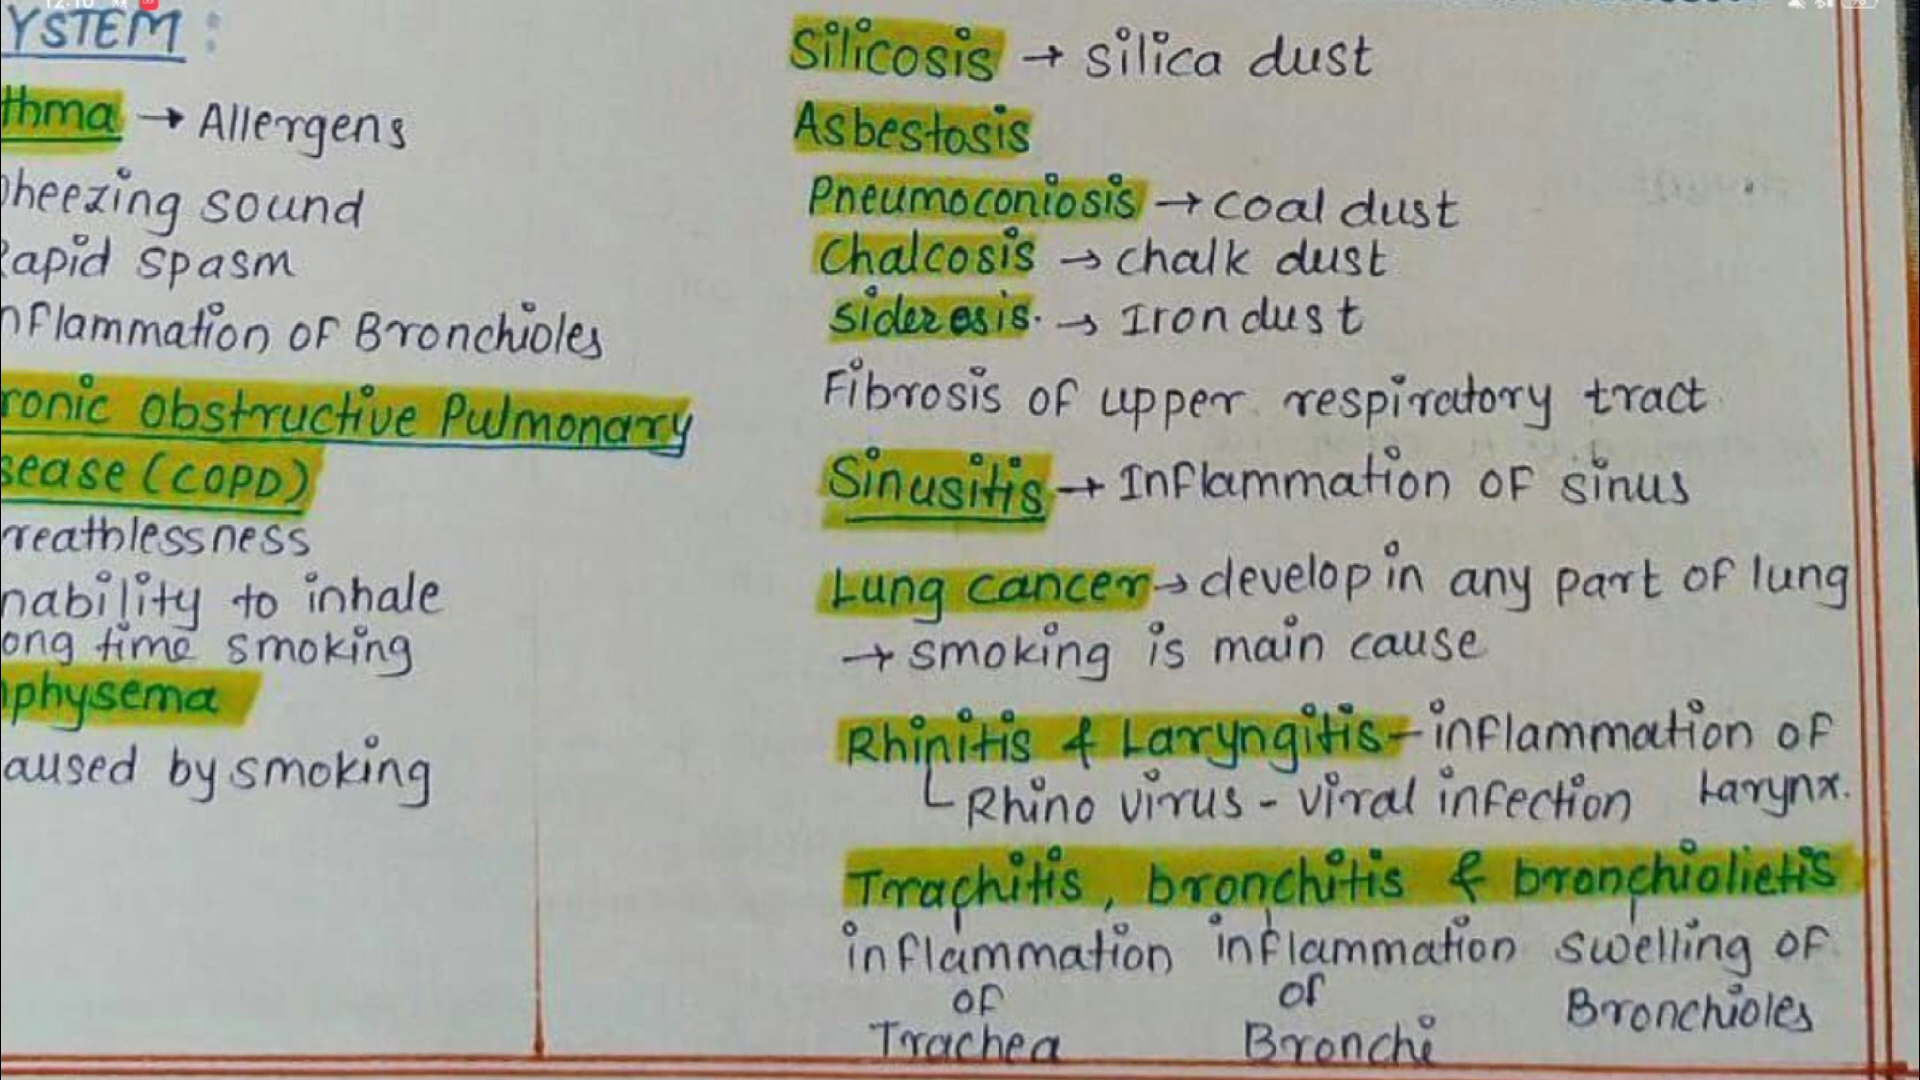 YSTEM :
thma → Allergens
heezing sound
Rapid spasm
nflammation of Bronchioles
ronic obstructive Pulmonary
sease (COPD)
reathlessness
nability to inhale
ong time smoking
physema
aused by smoking
Silicosis → silica dust
Asbestosis
Pneumoconiosis → coal dust
Chalcosis → chalk dust
siderosis. → Iron dust
Fibrosis of upper respiratory tract
Sinusitis → Inflammation of sinus
Lung cancer → develop in any part of lung
→ smoking is main cause
Rhinitis & Laryngitis - inflammation of
Rhino virus - viral infection Larynx.
Trachitis, bronchitis & bronchiolietis
inflammation inflammation swelling of
of of Bronchioles
Trachea Bronchi